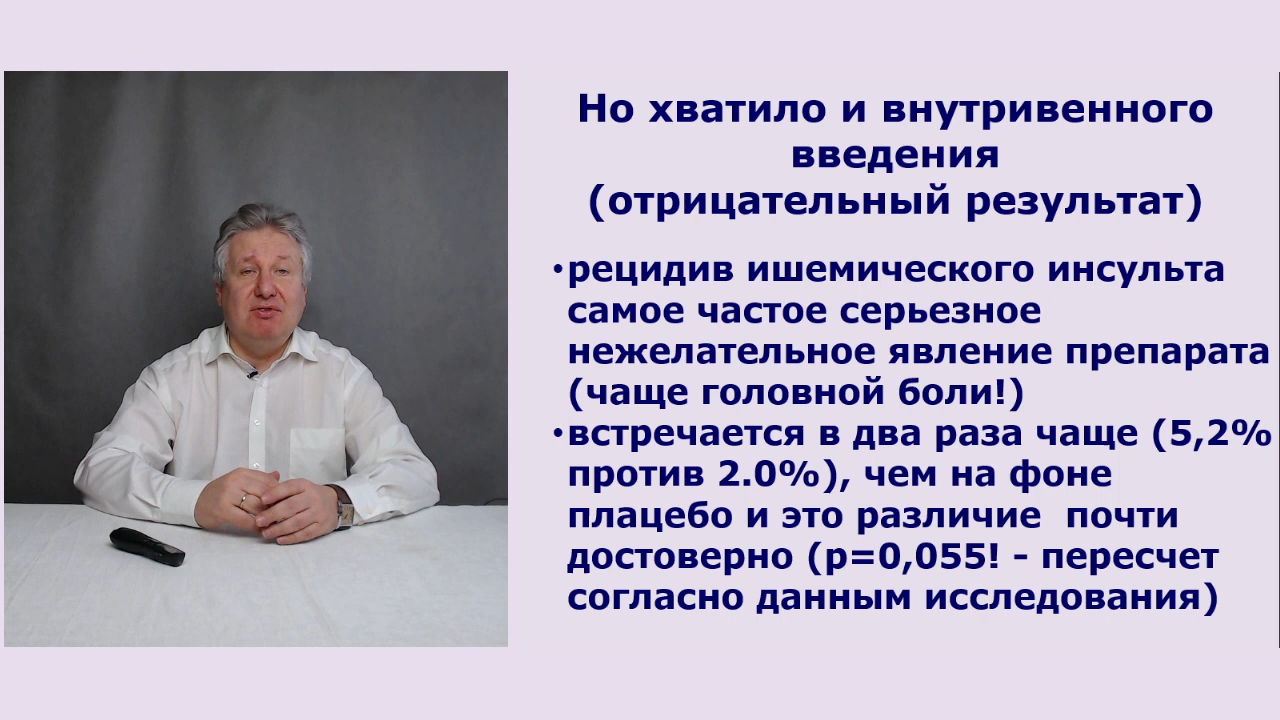 Но хватило и внутривенного
введения
(отрицательный результат)
•рецидив ишемического инсульта
самое частое серьезное
нежелательное явление препарата
(чаще головной боли!)
•встречается в два раза чаще (5,2%
против 2.0%), чем на фоне
плацебо и это различие  почти
достоверно (p=0,055! - пересчет
согласно данным исследования)